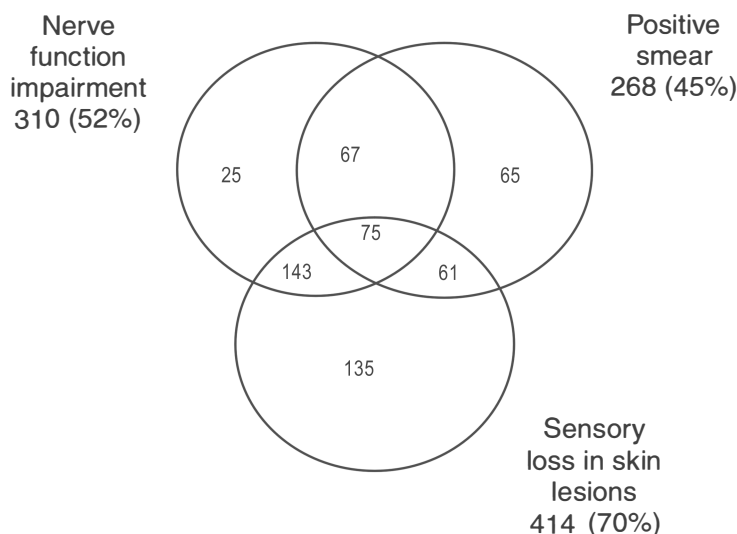 Nerve
function
impairment
310 (52%)
Positive
smear
268 (45%)
25
67
65
75
143
61
135
Sensory
loss in skin
lesions
414 (70%)